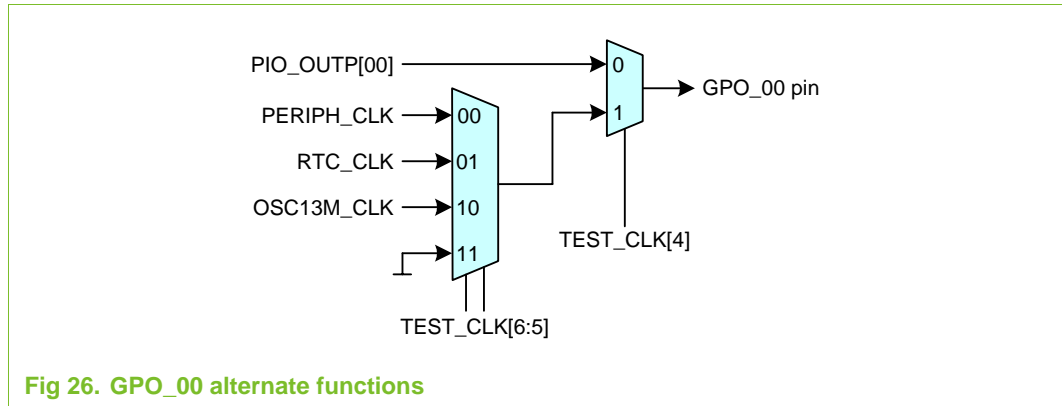 PIO_OUTP[00]
0
GPO_00 pin
PERIPH_CLK
00
1
RTC_CLK
01
OSC13M_CLK
10
TEST_CLK[4]
11
TEST_CLK[6:5]
Fig 26. GPO_00 alternate functions